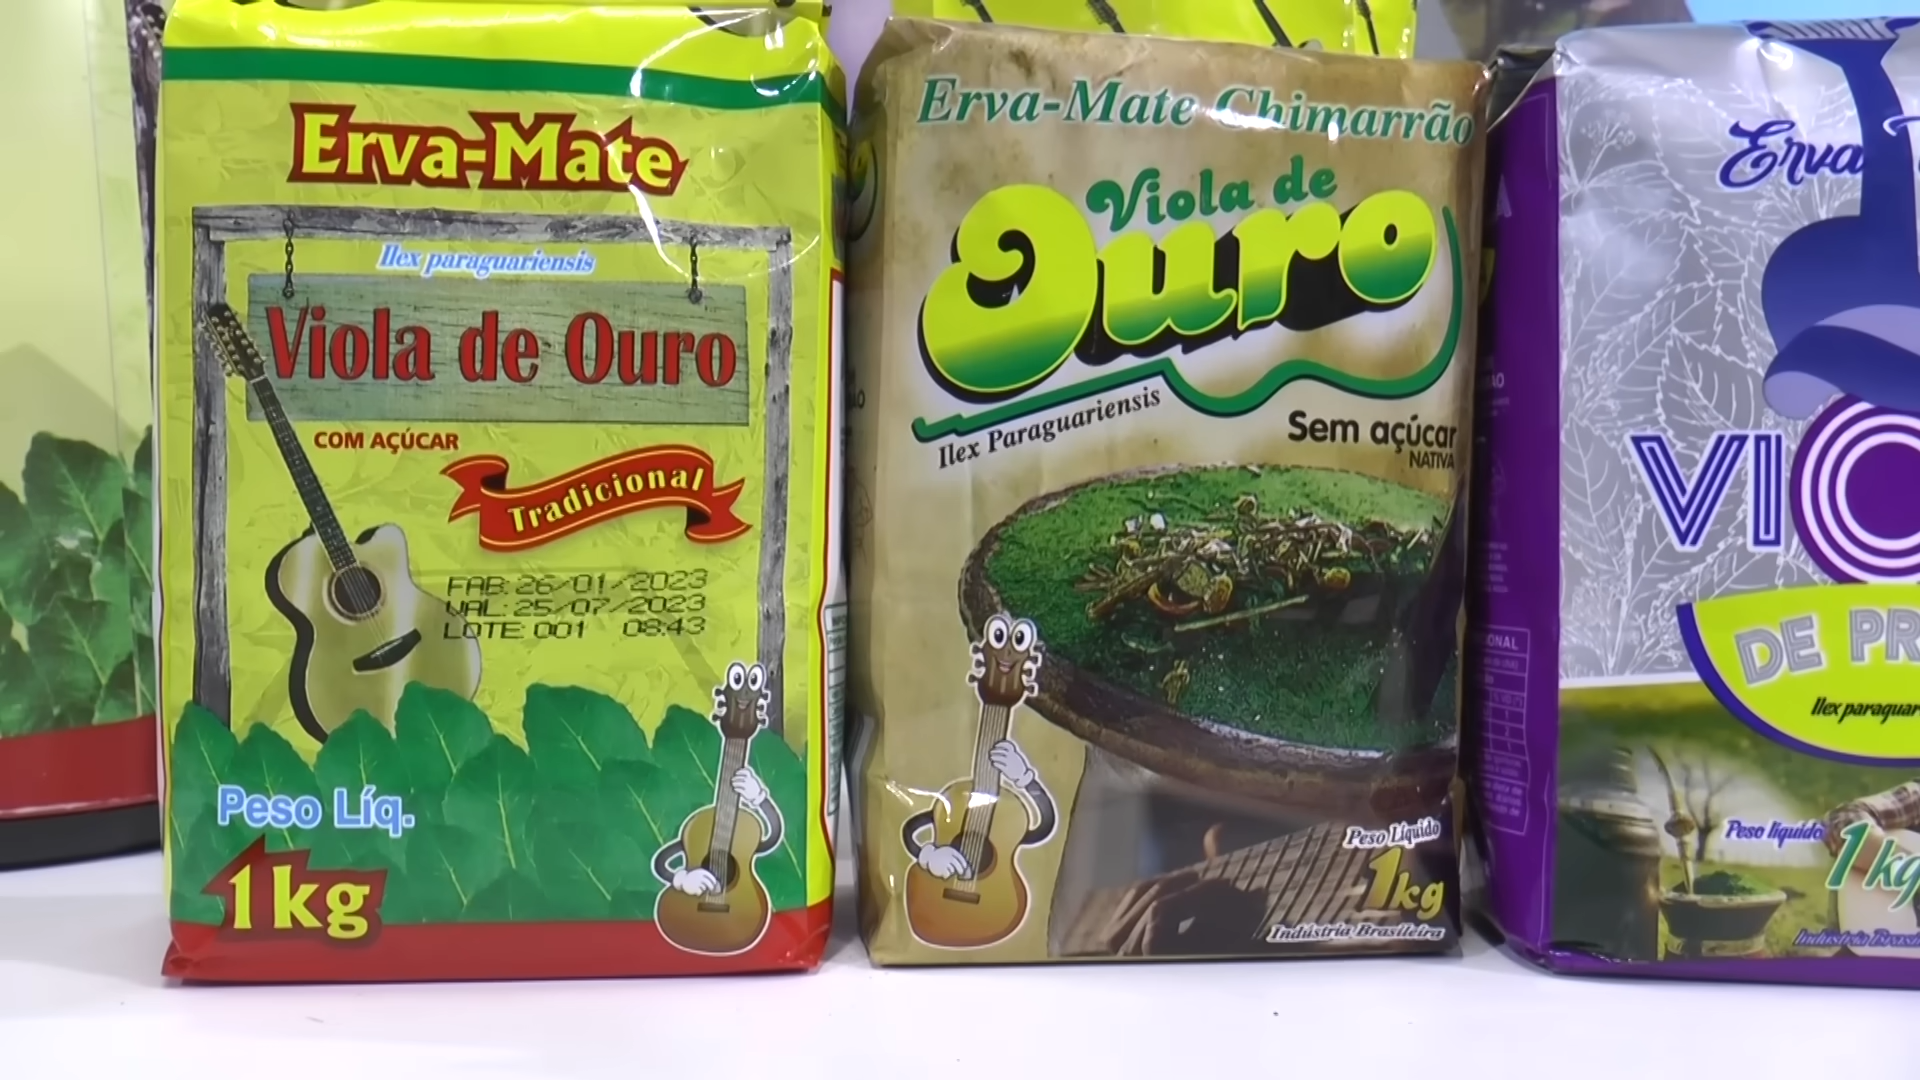 Erva-Mate
Ilex paraguariensis
Viola de Ouro
COM AÇÚCAR
Tradicional
FAB: 26/01/2023
VAL: 25/07/2023
LOTE: 001 08:43
Peso Líq.
1kg
Erva-Mate Chimarrão
Viola de
Ouro
Ilex Paraguariensis
Sem açúcar
NATIVA
Peso Líquido
1kg
Indústria Brasileira
Erva
VIO
DE PR
Ilex paraguar
Peso líquido
1kg